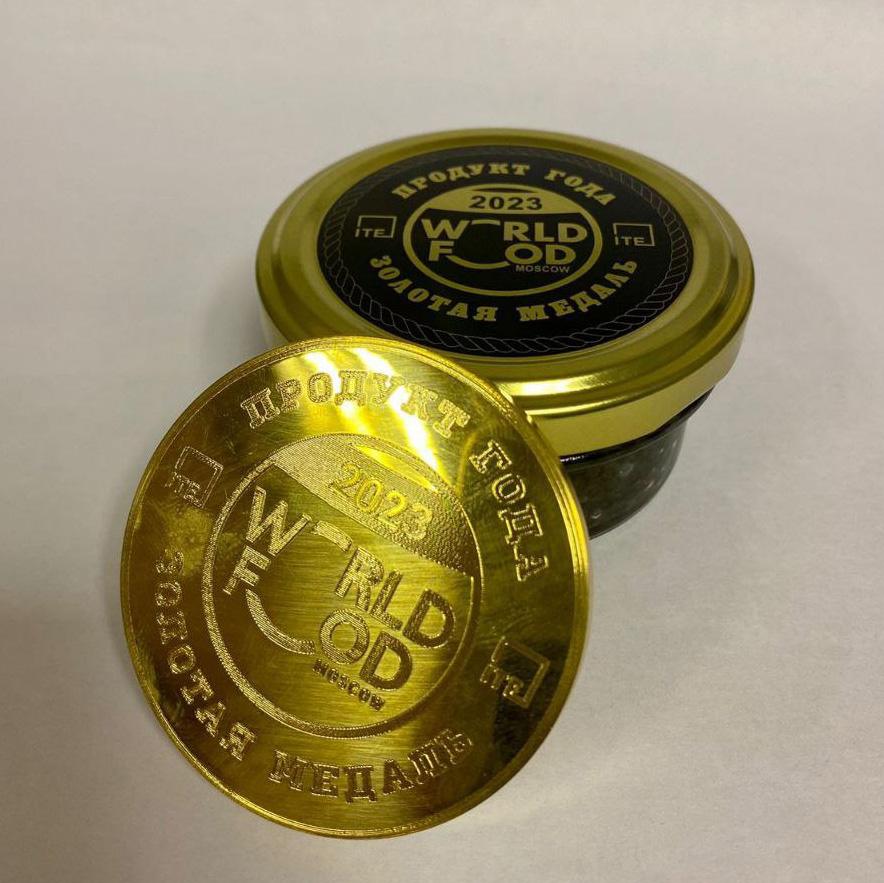 ПРОДУКТ ГОДА
2023
ITE
WORLD
FOOD
MOSCOW
ITE
ЗОЛОТАЯ МЕДАЛЬ
ПРОДУКТ ГОДА
2023
ITE
WORLD
FOOD
MOSCOW
ITE
ЗОЛОТАЯ МЕДАЛЬ